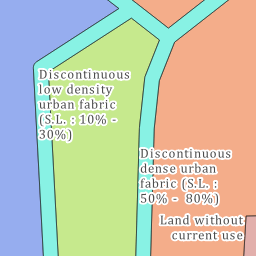 Discontinuous
low density
urban fabric
(S.L. : 10% -
30%)
Discontinuous
dense urban
fabric (S.L. :
50% -  80%)
Land without
current use